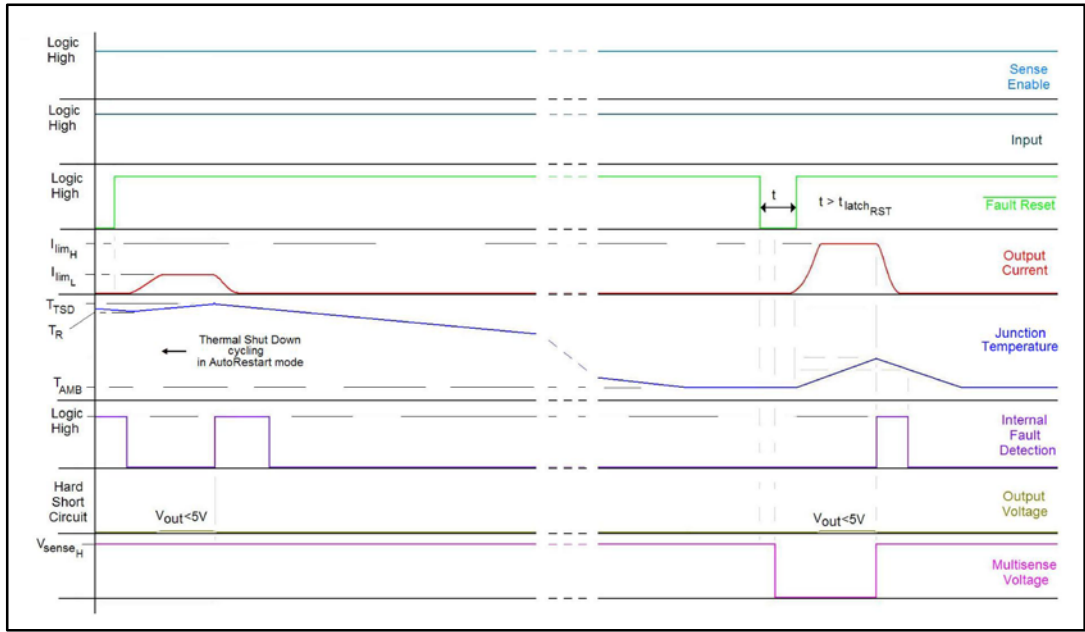 Logic
High
Sense
Enable
Logic
High
Input
Logic
High
t
t > tlatchRST
Fault Reset
IlimH
IlimL
Output
Current
TTSD
TR
Thermal Shut Down
cycling
in AutoRestart mode
Junction
Temperature
TAMB
Logic
High
Internal
Fault
Detection
Hard
Short
Circuit
Vout<5V
Vout<5V
Output
Voltage
VsenseH
Multisense
Voltage